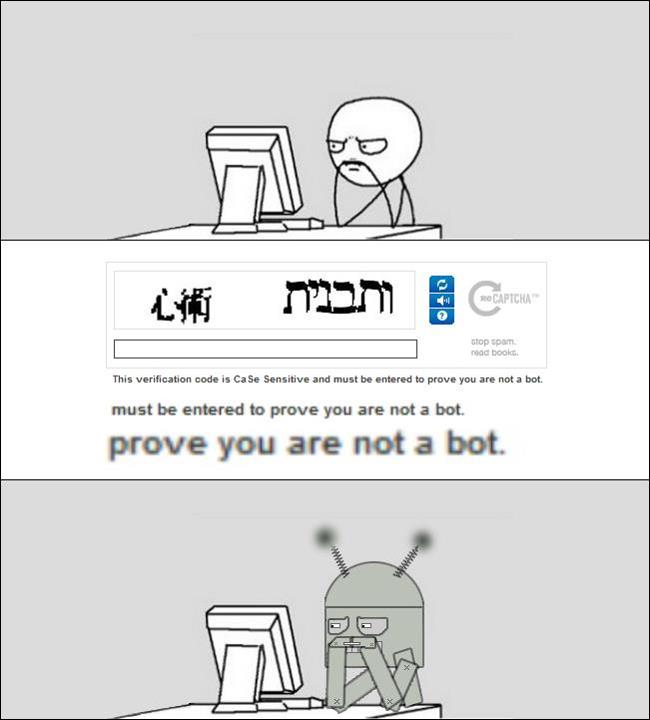 心術 ותבנית
reCAPTCHA™
stop spam.
read books.
This verification code is CaSe Sensitive and must be entered to prove you are not a bot.
must be entered to prove you are not a bot.
prove you are not a bot.